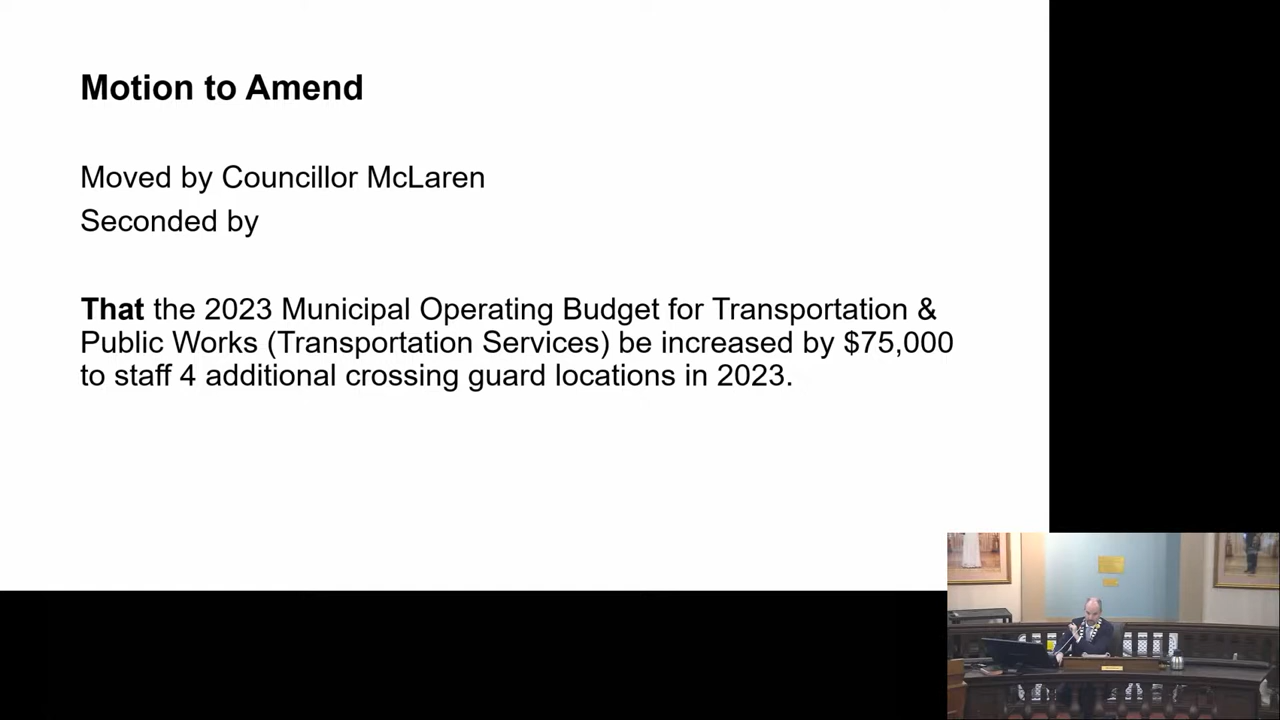 Motion to Amend
Moved by Councillor McLaren
Seconded by
That the 2023 Municipal Operating Budget for Transportation &
Public Works (Transportation Services) be increased by $75,000
to staff 4 additional crossing guard locations in 2023.